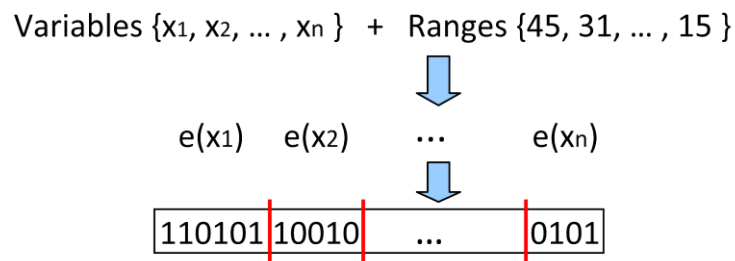 Variables {x1, x2, ... , xn } + Ranges {45, 31, ... , 15 }
e(x1) e(x2) ... e(xn)
110101 10010 ... 0101